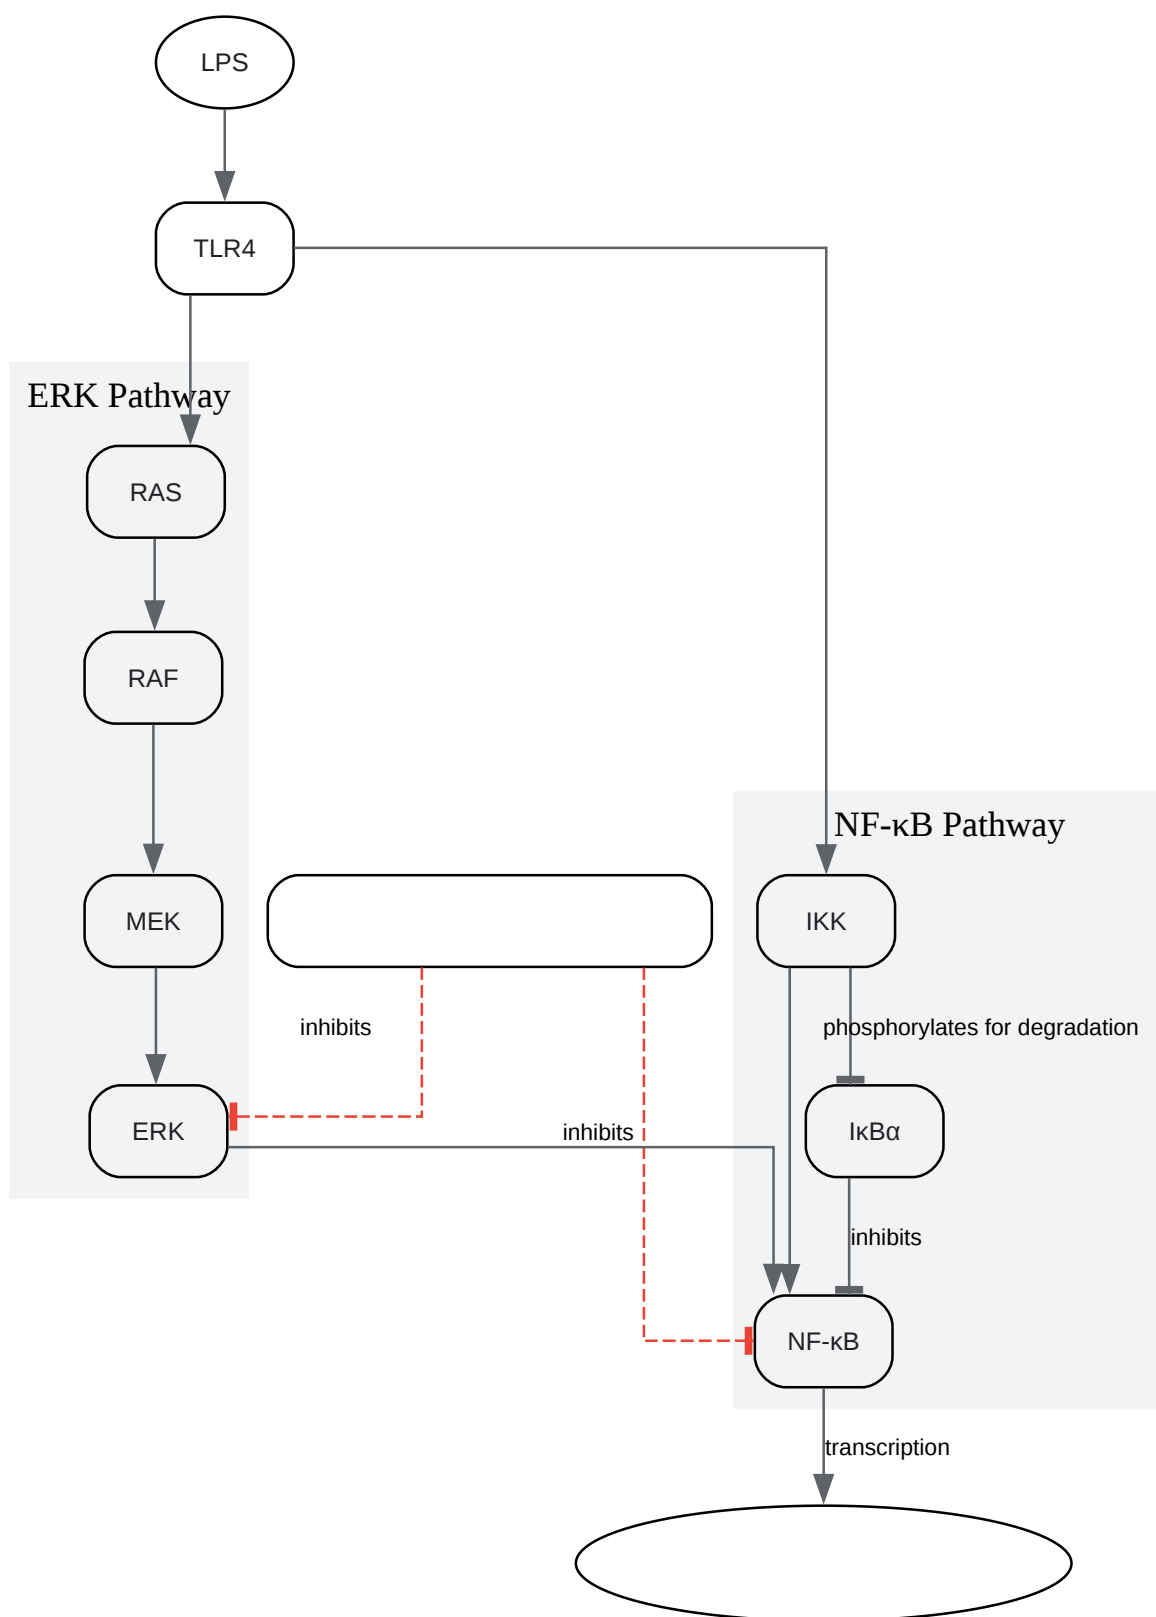 LPS
TLR4
ERK Pathway
RAS
RAF
NF-κB Pathway
MEK
IKK
inhibits
phosphorylates for degradation
ERK
inhibits
IκBα
inhibits
NF-κB
transcription